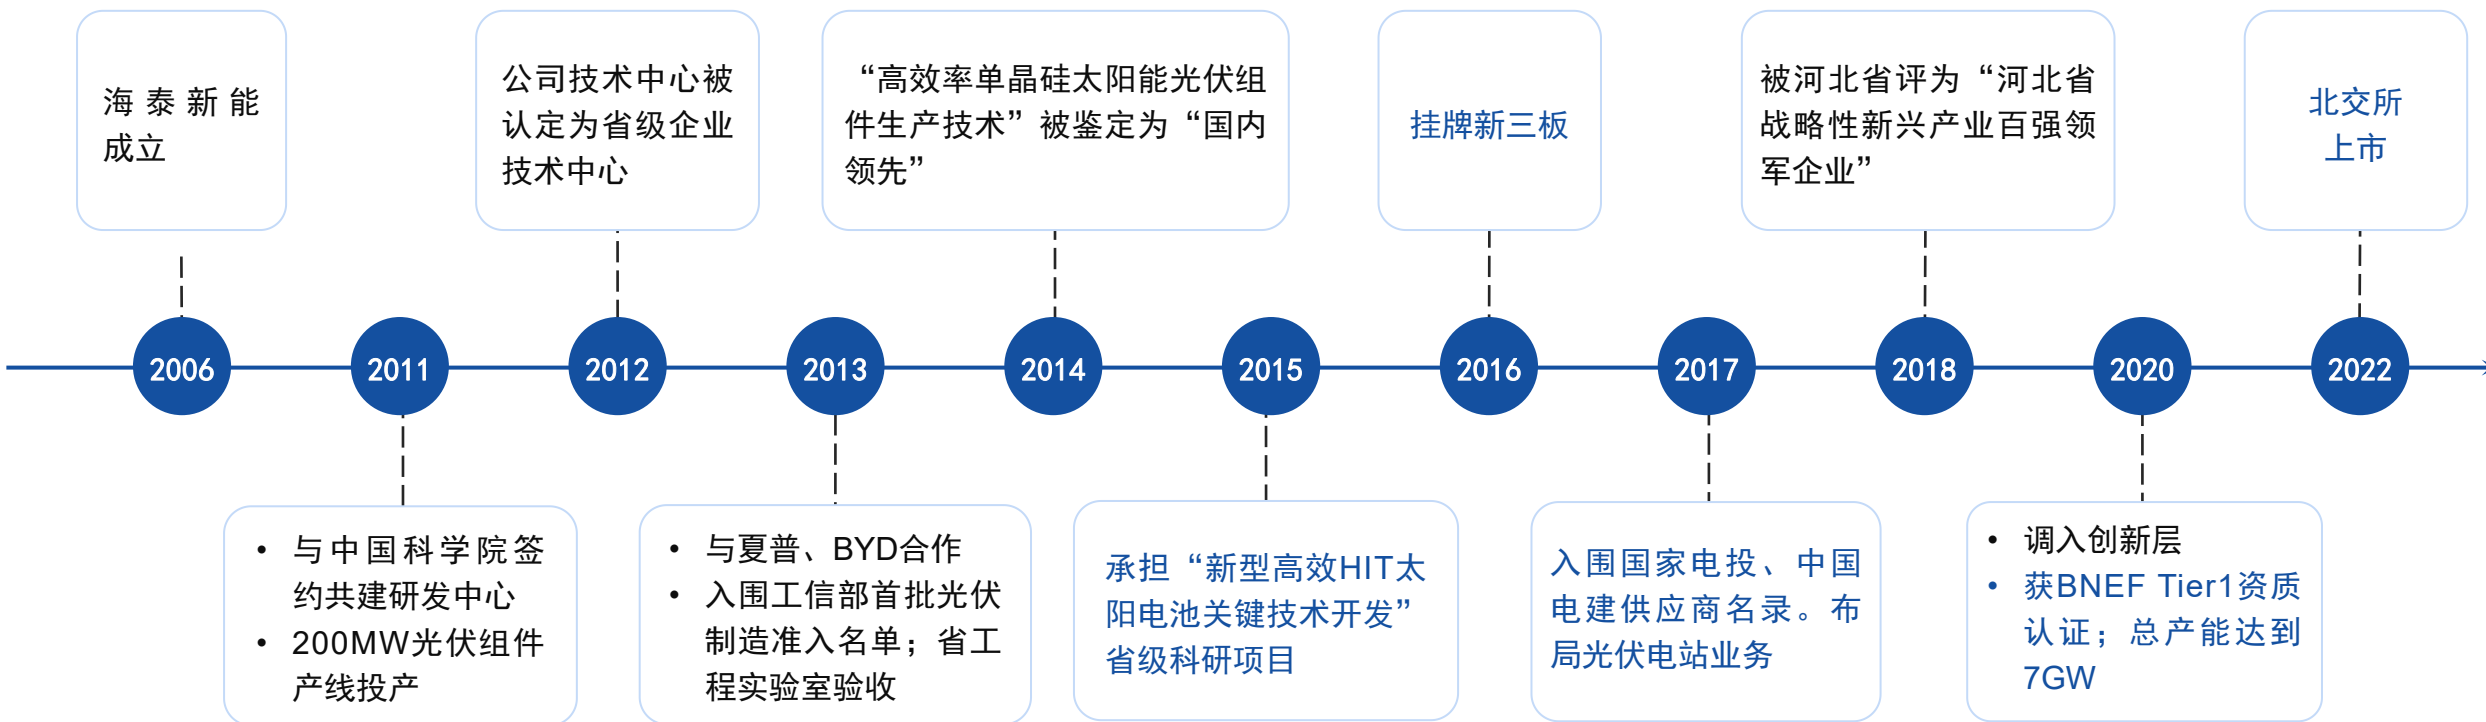 海泰新能
成立
公司技术中心被
认定为省级企业
技术中心
“高效率单晶硅太阳能光伏组
件生产技术”被鉴定为“国内
领先”
挂牌新三板
被河北省评为“河北省
战略性新兴产业百强领
军企业”
北交所
上市
2006
2011
2012
2013
2014
2015
2016
2017
2018
2020
2022
• 与中国科学院签
约共建研发中心
• 200MW光伏组件
产线投产
• 与夏普、BYD合作
• 入围工信部首批光伏
制造准入名单；省工
程实验室验收
承担“新型高效HIT太
阳电池关键技术开发”
省级科研项目
入围国家电投、中国
电建供应商名录。布
局光伏电站业务
• 调入创新层
• 获BNEF Tier1资质
认证；总产能达到
7GW